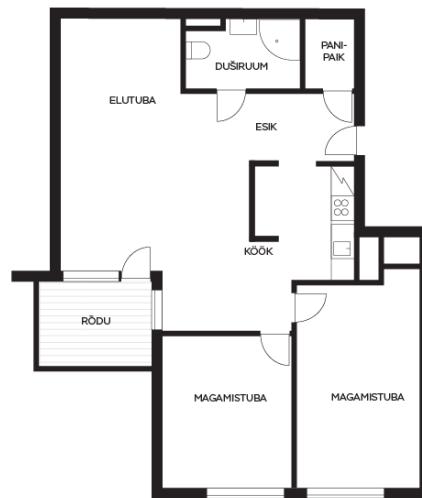 PANI-
PAIK
DUŠIRUUM
ELUTUBA
ESIK
KÖÖK
RÕDU
MAGAMISTUBA
MAGAMISTUBA